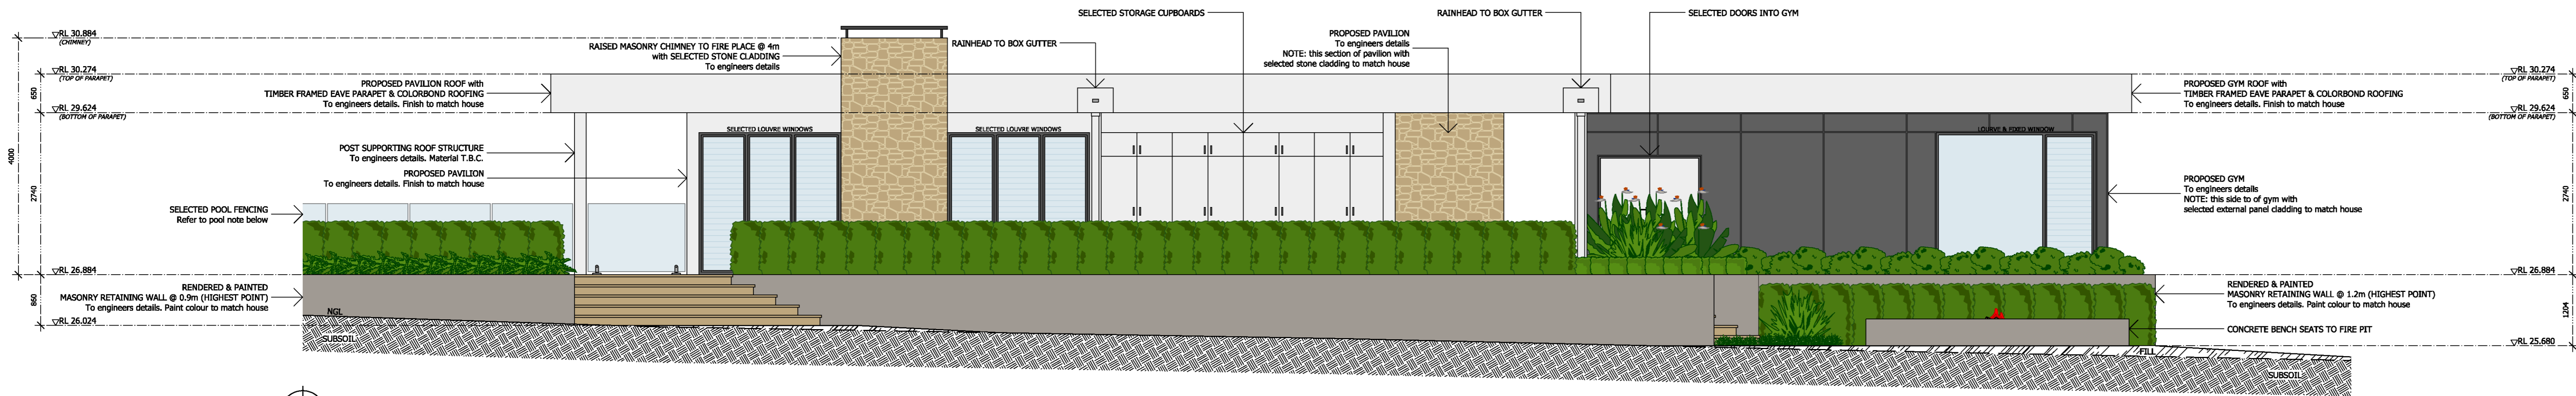 ▽RL 30.884
(CHIMNEY)
▽RL 30.274
(TOP OF PARAPET)
▽RL 29.624
(BOTTOM OF PARAPET)
▽RL 26.884
▽RL 26.024
4000
650
2740
860
PROPOSED PAVILION ROOF with
TIMBER FRAMED EAVE PARAPET & COLORBOND ROOFING
To engineers details. Finish to match house
POST SUPPORTING ROOF STRUCTURE
To engineers details. Material T.B.C.
PROPOSED PAVILION
To engineers details. Finish to match house
SELECTED POOL FENCING
Refer to pool note below
RENDERED & PAINTED
MASONRY RETAINING WALL @ 0.9m (HIGHEST POINT)
To engineers details. Paint colour to match house
NGL
SUBSOIL
RAISED MASONRY CHIMNEY TO FIRE PLACE @ 4m
with SELECTED STONE CLADDING
To engineers details
SELECTED LOUVRE WINDOWS
RAINHEAD TO BOX GUTTER
SELECTED LOUVRE WINDOWS
SELECTED STORAGE CUPBOARDS
PROPOSED PAVILION
To engineers details
NOTE: this section of pavilion with
selected stone cladding to match house
RAINHEAD TO BOX GUTTER
SELECTED DOORS INTO GYM
LOURVE & FIXED WINDOW
PROPOSED GYM ROOF with
TIMBER FRAMED EAVE PARAPET & COLORBOND ROOFING
To engineers details. Finish to match house
PROPOSED GYM
To engineers details
NOTE: this side to of gym with
selected external panel cladding to match house
RENDERED & PAINTED
MASONRY RETAINING WALL @ 1.2m (HIGHEST POINT)
To engineers details. Paint colour to match house
CONCRETE BENCH SEATS TO FIRE PIT
FILL
SUBSOIL
▽RL 30.274
(TOP OF PARAPET)
▽RL 29.624
(BOTTOM OF PARAPET)
▽RL 26.884
▽RL 25.680
650
2740
1204